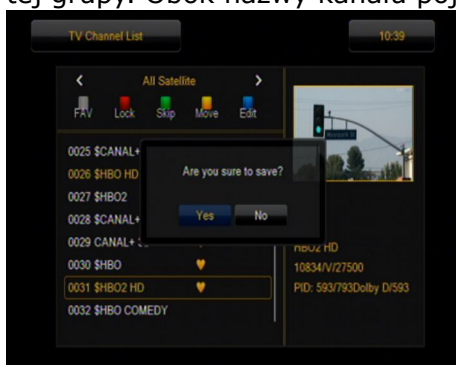 tej grupy. Obok nazwy kanału poj
TV Channel List
10:39
All Satellite
FAV Lock Skip Move Edit
0025 $CANAL+
0026 $HBO HD
0027 $HBO2
0028 $CANAL+
0029 CANAL+
0030 $HBO
0031 $HBO2 HD
0032 $HBO COMEDY
Are you sure to save?
Yes No
HBO2 HD
10834/V/27500
PID: 593/793Dolby D/593